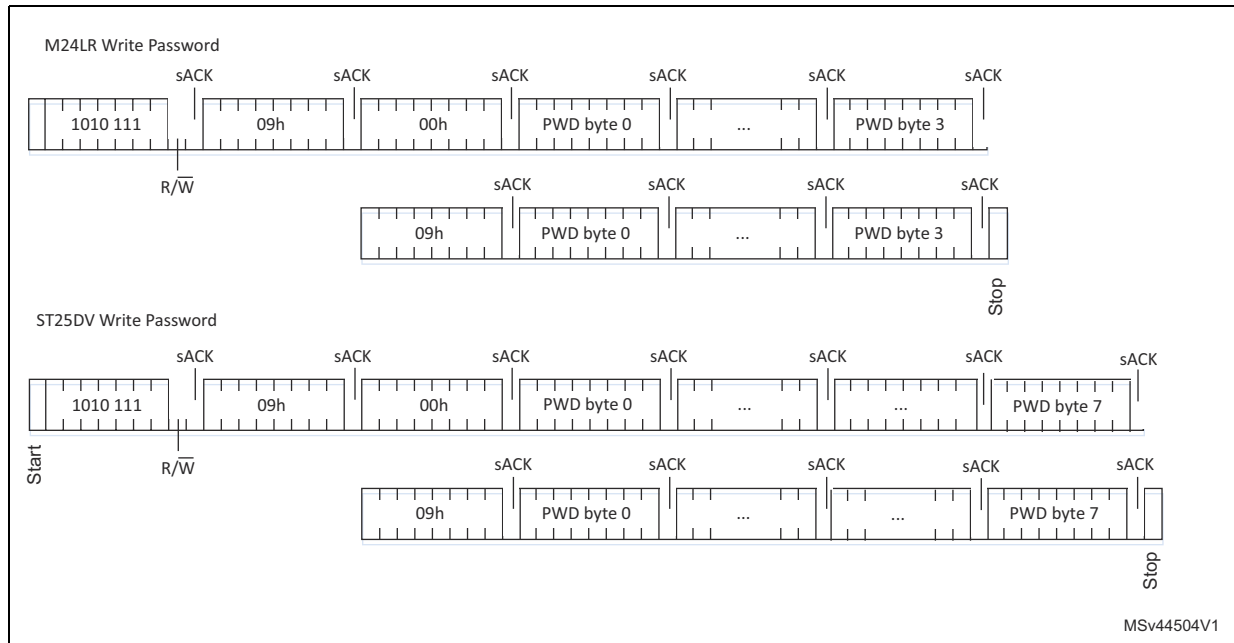 M24LR Write Password
sACK sACK sACK sACK sACK sACK
1010 111 09h 00h PWD byte 0 ... PWD byte 3
R/W̅
sACK sACK sACK sACK
09h PWD byte 0 ... PWD byte 3
Stop
ST25DV Write Password
sACK sACK sACK sACK sACK sACK sACK
1010 111 09h 00h PWD byte 0 ... ... PWD byte 7
Start
R/W̅
sACK sACK sACK sACK sACK
09h PWD byte 0 ... ... PWD byte 7
Stop
MSv44504V1